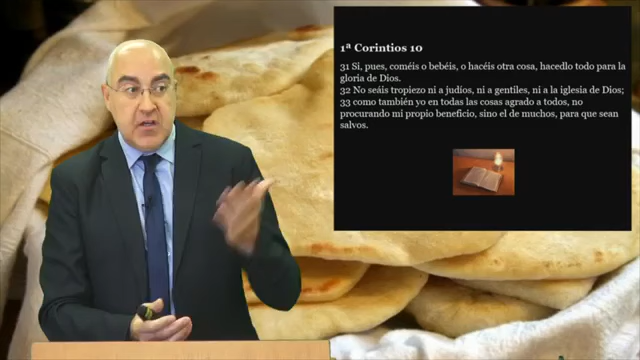 1ª Corintios 10
31 Si, pues, coméis o bebéis, o hacéis otra cosa, hacedlo todo para la
gloria de Dios.
32 No seáis tropiezo ni a judíos, ni a gentiles, ni a la iglesia de Dios;
33 como también yo en todas las cosas agrado a todos, no
procurando mi propio beneficio, sino el de muchos, para que sean
salvos.